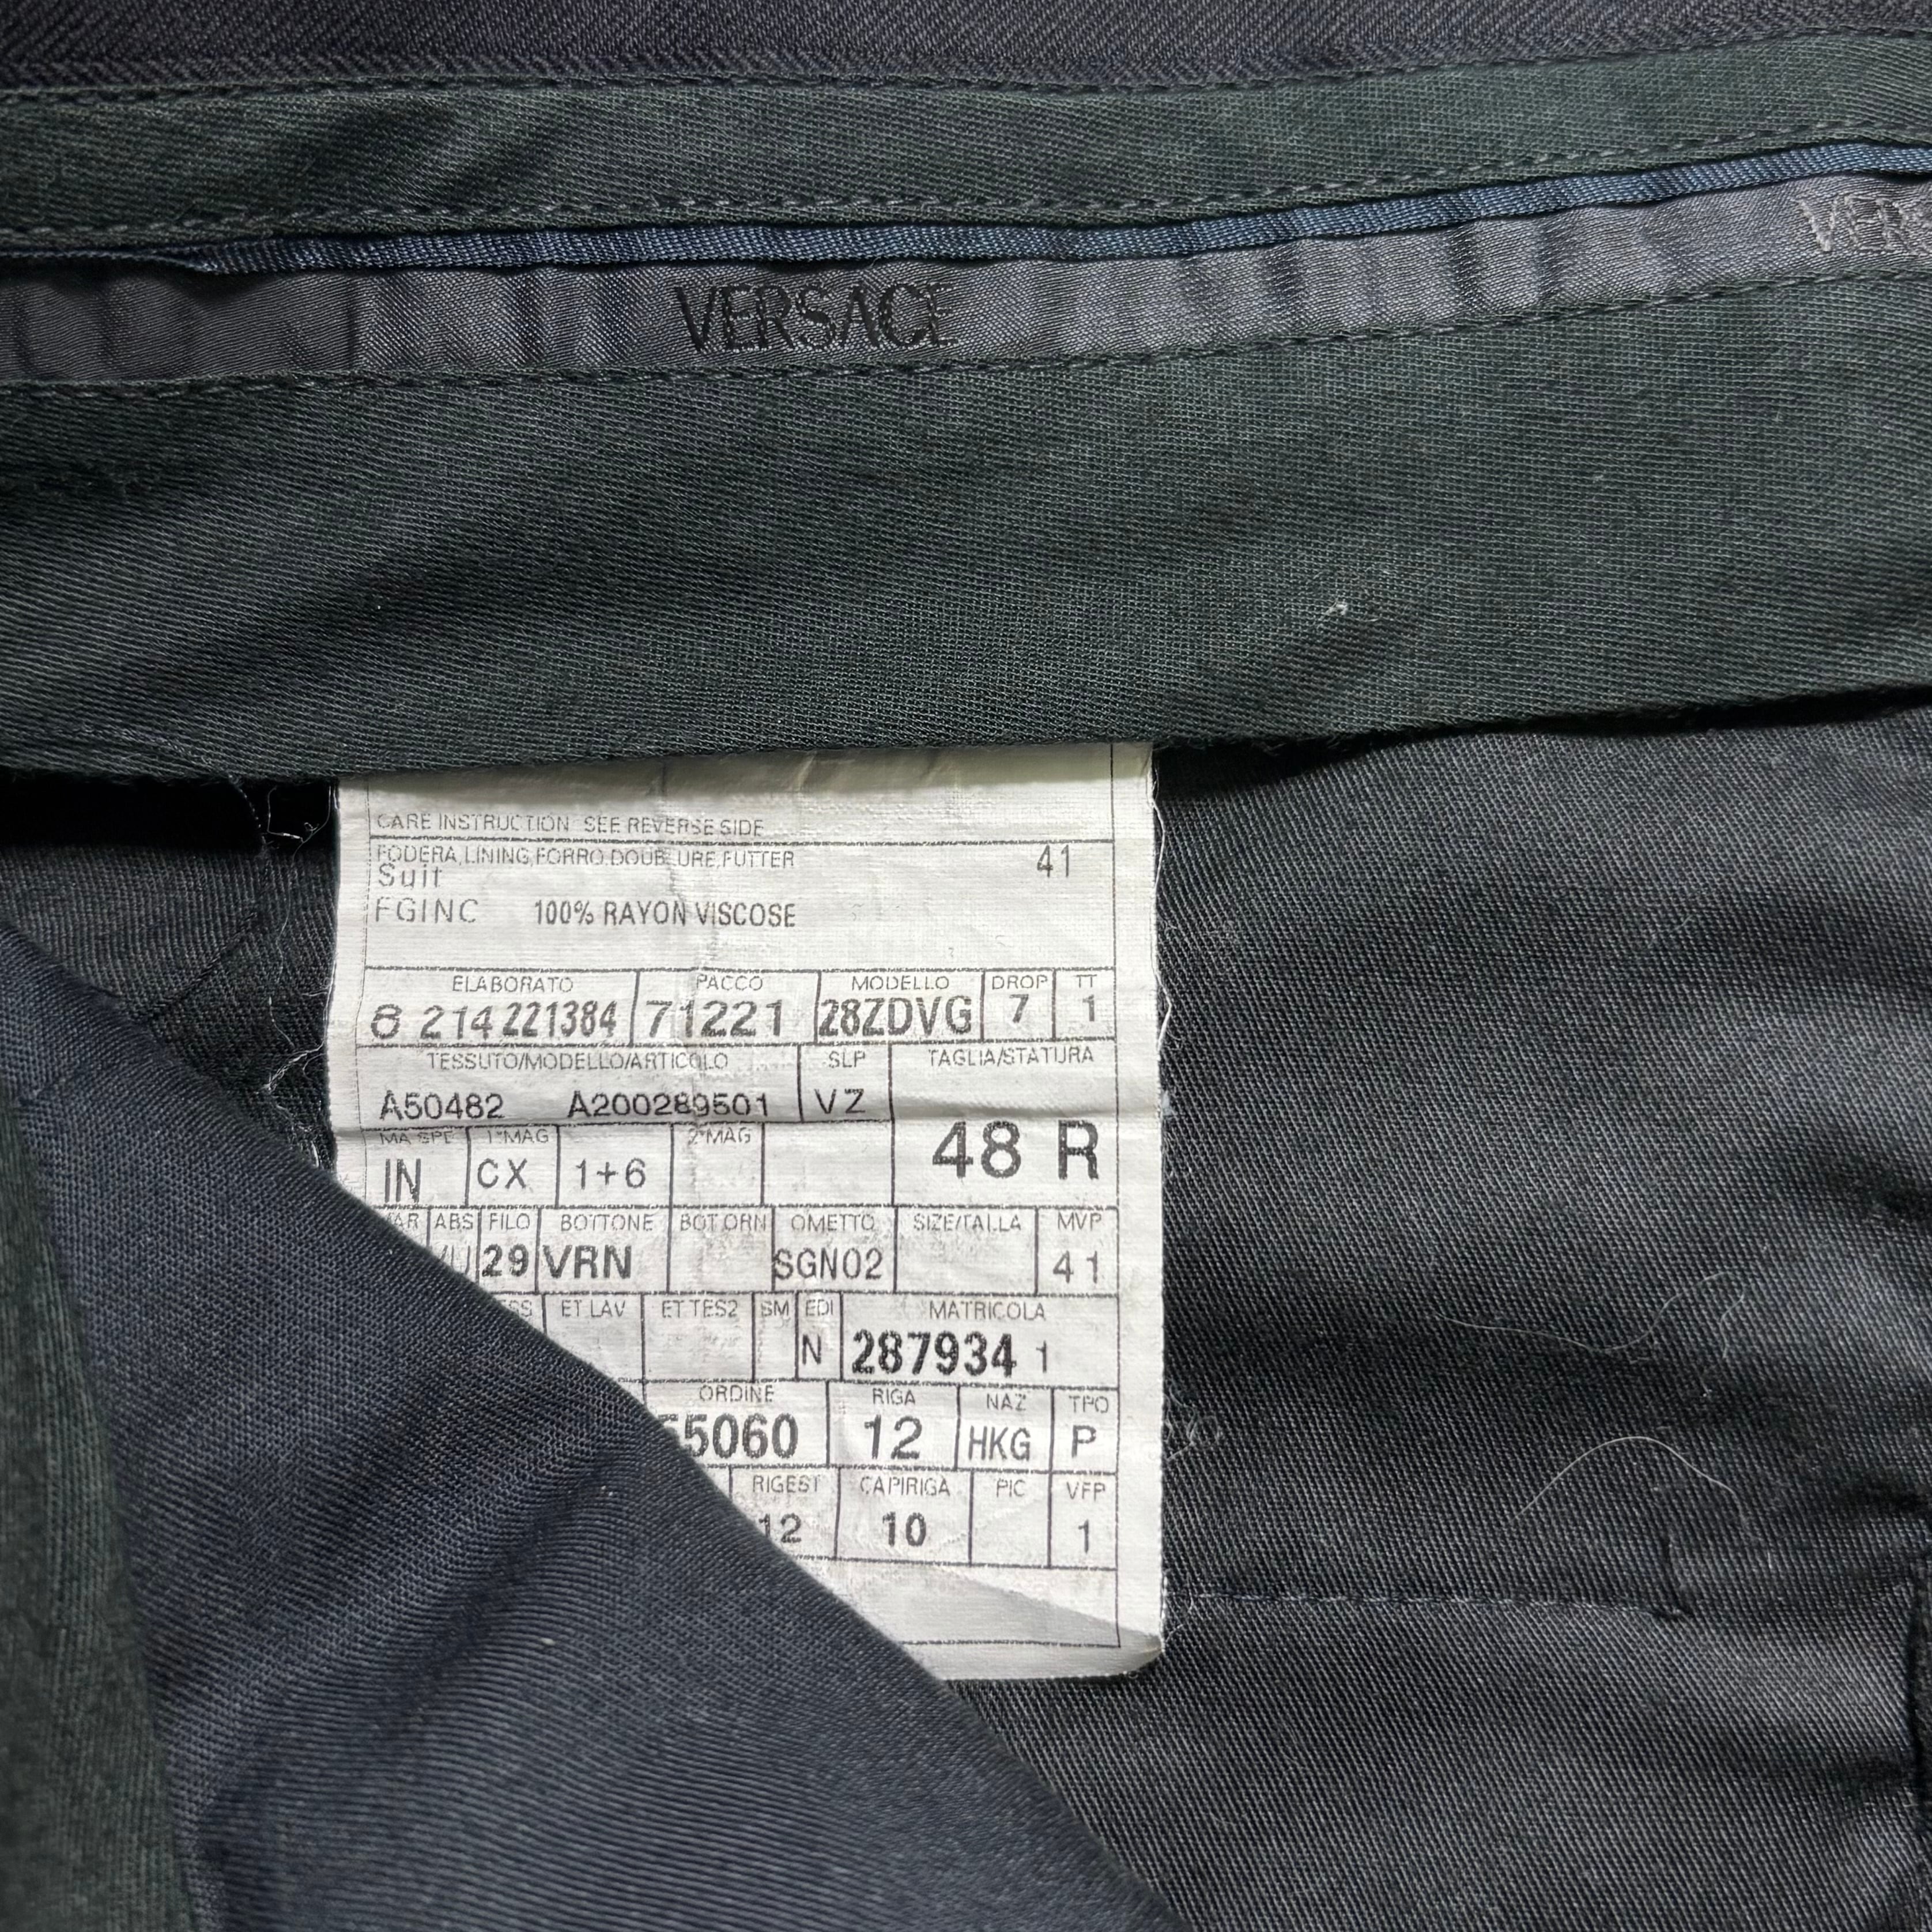 VERSACE
VERS
CARE INSTRUCTION SEE REVERSE SIDE
FODERA, LINING, FORRO, DOUBLURE, FUTTER
41
Suit
FGINC 100% RAYON VISCOSE
ELABORATO PACCO MODELLO DROP TT
6 214 221384 71221 28ZDVG 7 1
TESSUTO/MODELLO/ARTICOLO SLP TAGLIA/STATURA
A50482 A200289501 VZ
48 R
MA SPE 1°MAG 2°MAG
IN CX 1+6
AR ABS FILO BOTTONE BOT ORN OMETTO SIZE/TALLA MVP
U 29 VRN SGN02 41
ESS ET LAV ET TES2 SM EDI MATRICOLA
N 287934 1
ORDINE RIGA NAZ TPO
55060 12 HKG P
RIGEST CAPIRIGA PIC VFP
12 10 1